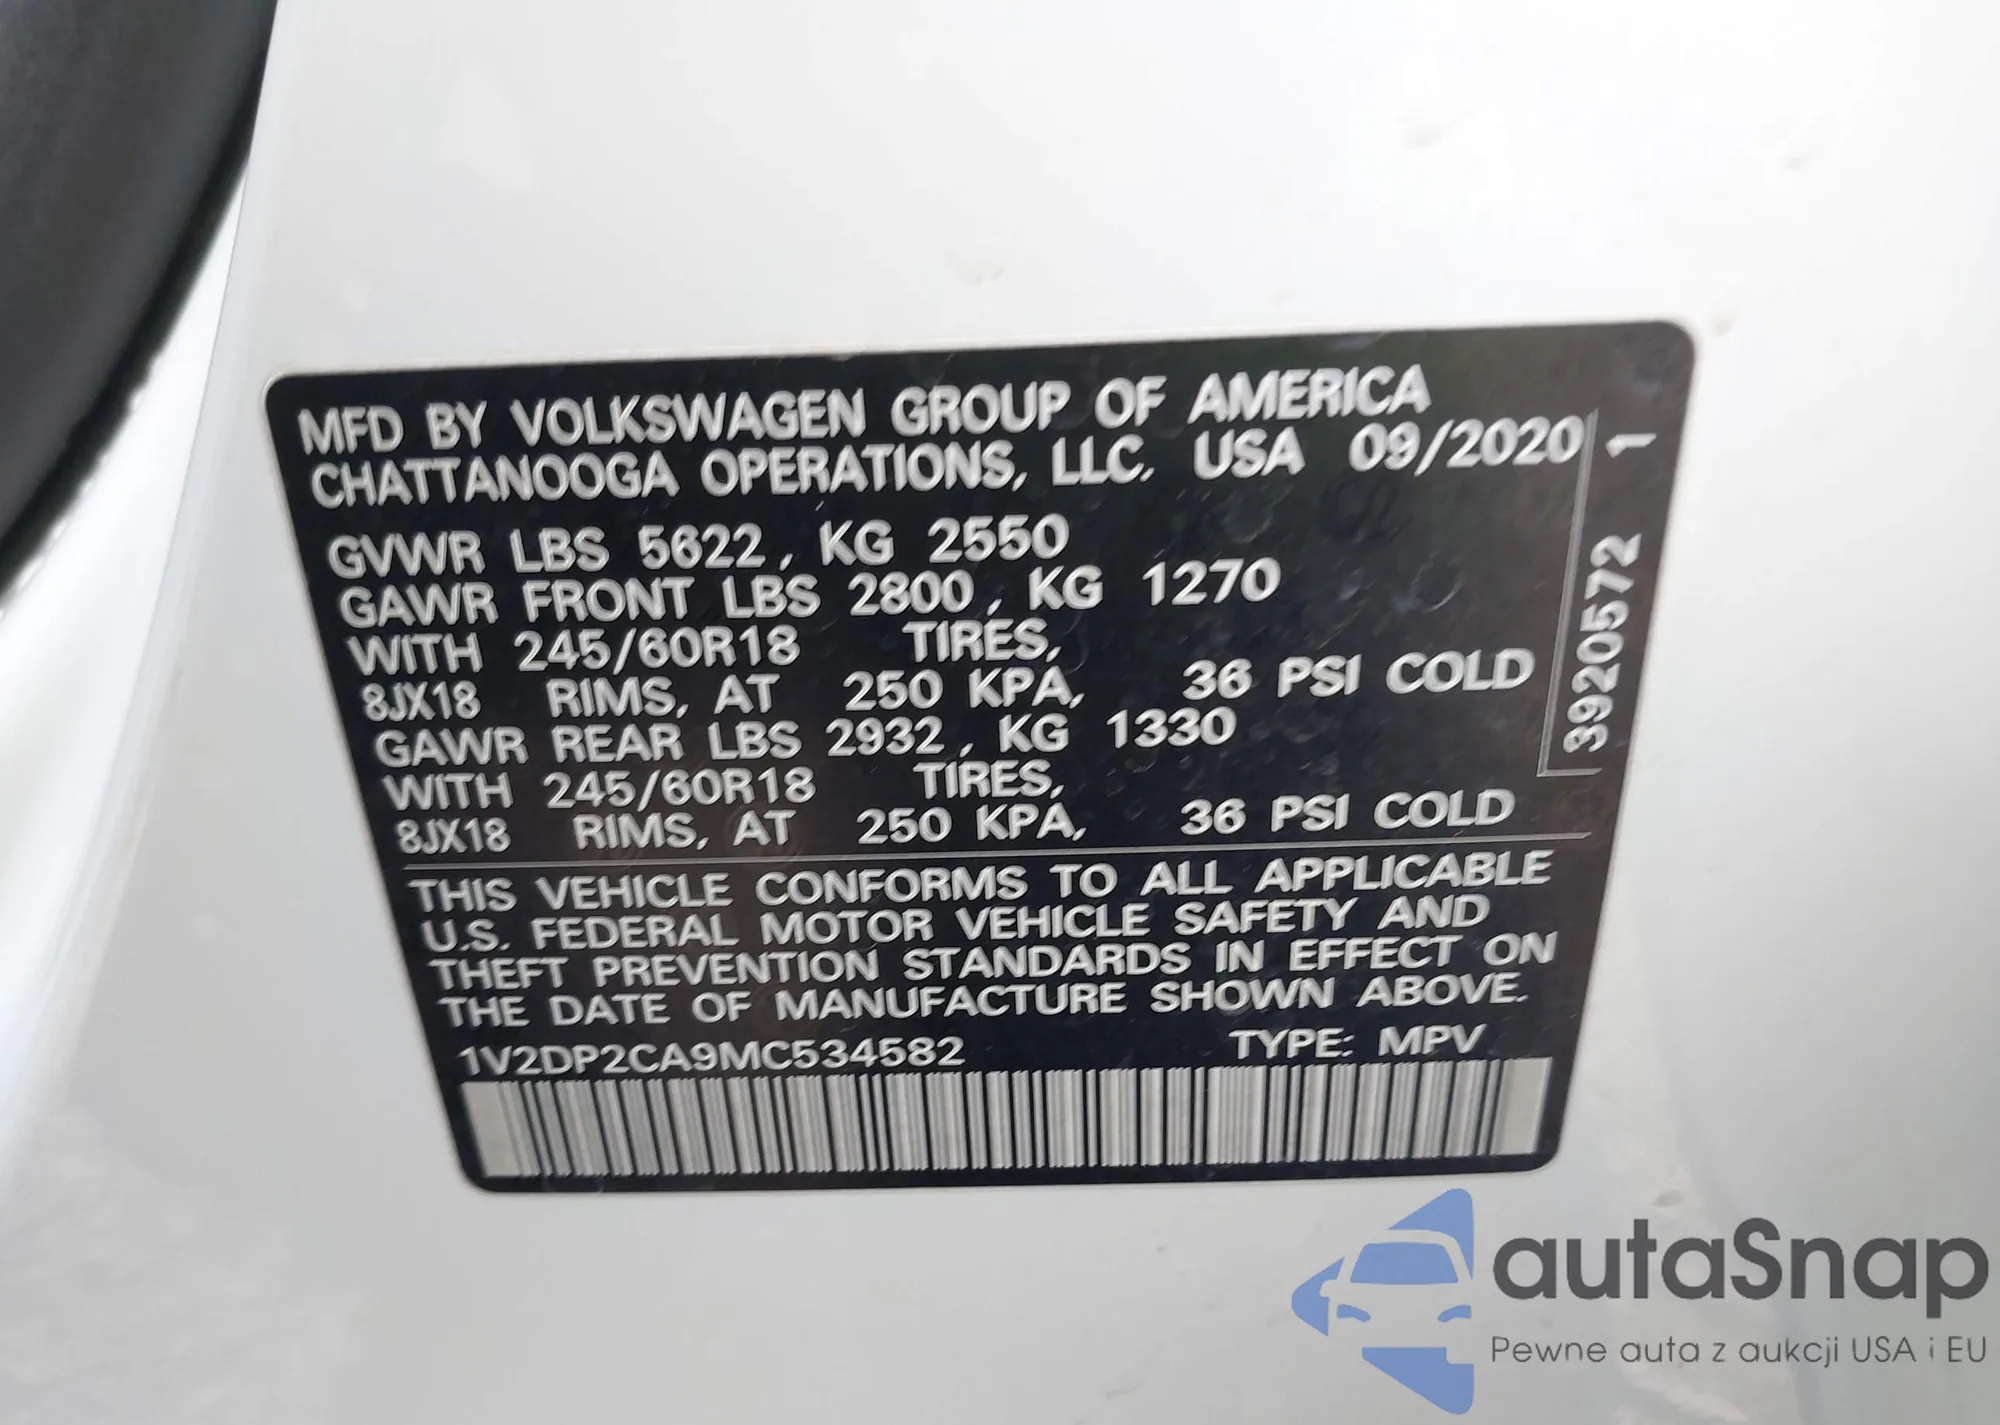 MFD BY VOLKSWAGEN GROUP OF AMERICA
CHATTANOOGA OPERATIONS, LLC. USA 09/2020
GVWR LBS 5622, KG 2550
GAWR FRONT LBS 2800, KG 1270
WITH 245/60R18 TIRES,
8JX18 RIMS, AT 250 KPA, 36 PSI COLD
GAWR REAR LBS 2932, KG 1330
WITH 245/60R18 TIRES,
8JX18 RIMS, AT 250 KPA, 36 PSI COLD
3920572 1
THIS VEHICLE CONFORMS TO ALL APPLICABLE
U.S. FEDERAL MOTOR VEHICLE SAFETY AND
THEFT PREVENTION STANDARDS IN EFFECT ON
THE DATE OF MANUFACTURE SHOWN ABOVE.
1V2DP2CA9MC534582 TYPE: MPV
autaSnap
Pewne auta z aukcji USA i EU